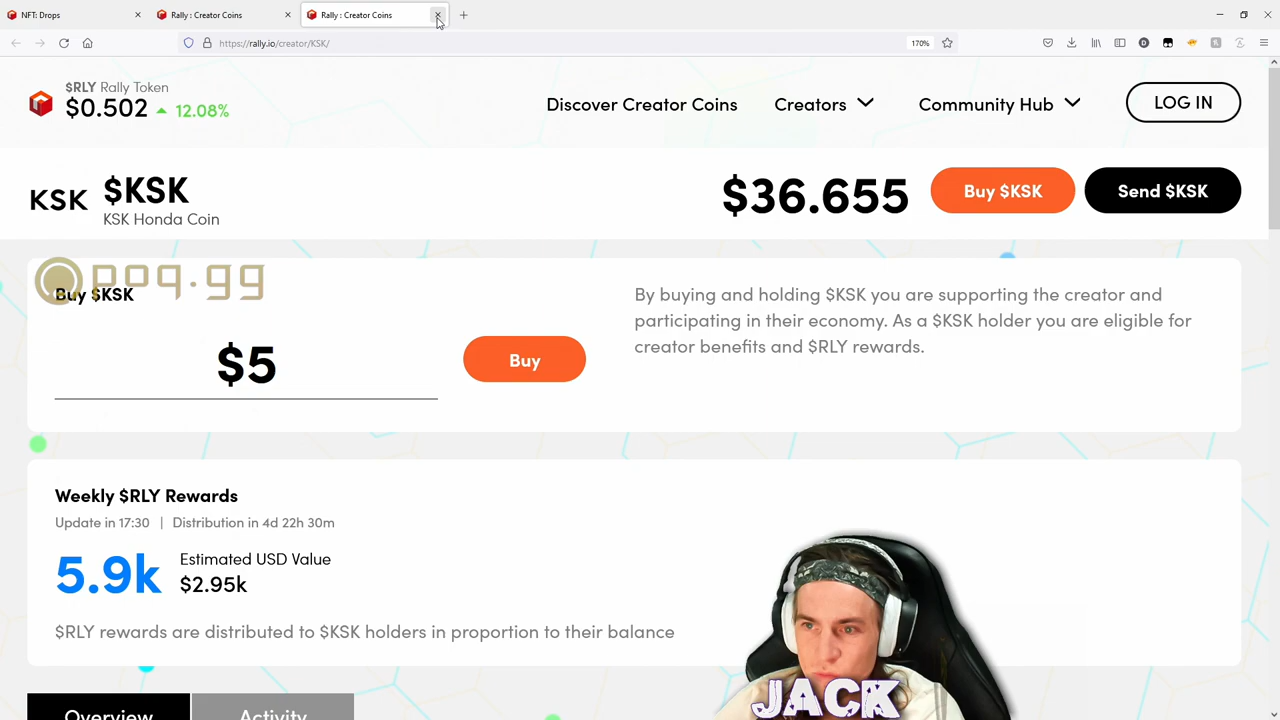 NFT: Drops
Rally : Creator Coins
Rally : Creator Coins
https://rally.io/creator/KSK/
170%
$RLY Rally Token
$0.502 12.08%
Discover Creator Coins
Creators
Community Hub
LOG IN
KSK
$KSK
KSK Honda Coin
$36.655
Buy $KSK
Send $KSK
poq.gg
Buy $KSK
$5
Buy
By buying and holding $KSK you are supporting the creator and
participating in their economy. As a $KSK holder you are eligible for
creator benefits and $RLY rewards.
Weekly $RLY Rewards
Update in 17:30 | Distribution in 4d 22h 30m
5.9k
Estimated USD Value
$2.95k
$RLY rewards are distributed to $KSK holders in proportion to their balance
JACK
Overview
Activity